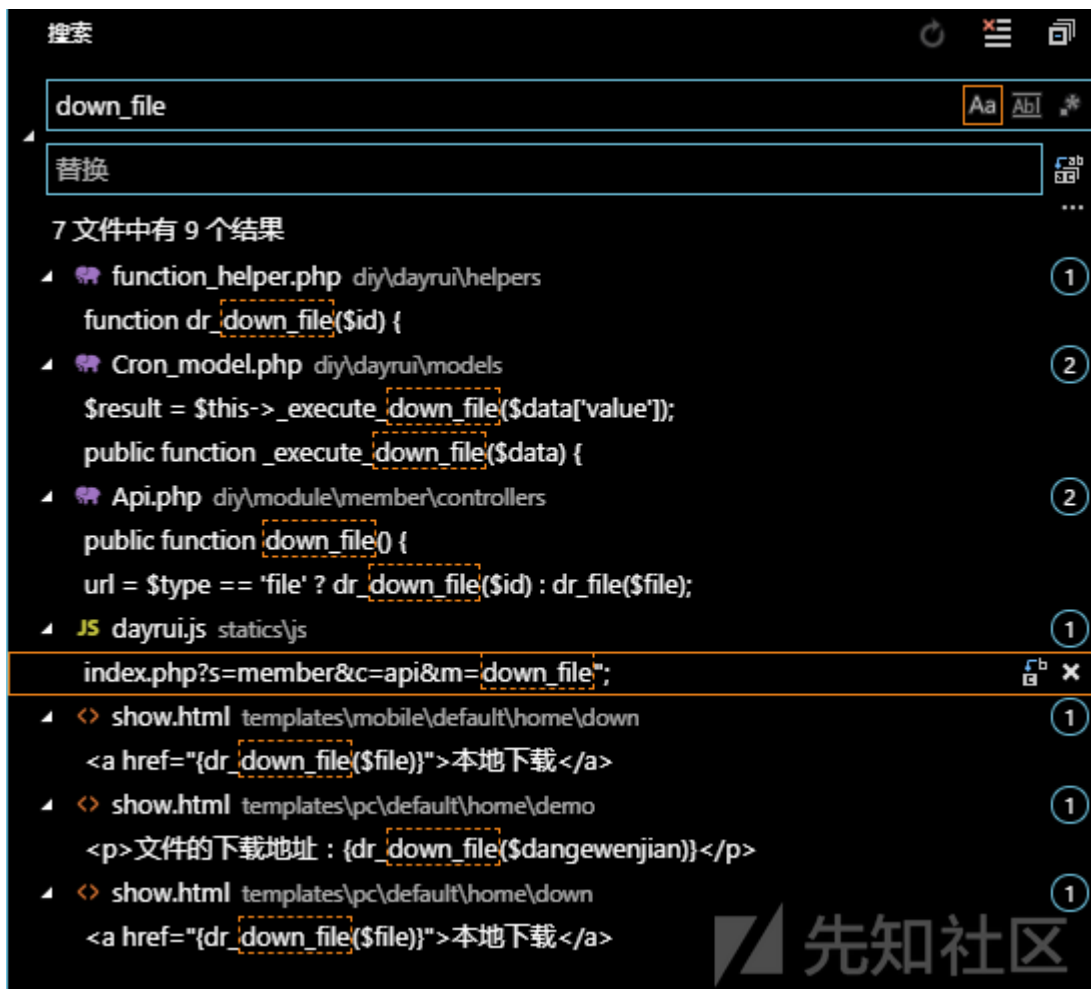 搜索
down_file
Aa Abl .*
替换
7 文件中有 9 个结果
function_helper.php diy\dayrui\helpers 1
function dr_down_file($id) {
Cron_model.php diy\dayrui\models 2
$result = $this->_execute_down_file($data['value']);
public function _execute_down_file($data) {
Api.php diy\module\member\controllers 2
public function down_file() {
url = $type == 'file' ? dr_down_file($id) : dr_file($file);
JS dayrui.js statics\js 1
index.php?s=member&c=api&m=down_file";
<> show.html templates\mobile\default\home\down 1
<a href="{dr_down_file($file)}">本地下载</a>
<> show.html templates\pc\default\home\demo 1
<p>文件的下载地址：{dr_down_file($dangewenjian)}</p>
<> show.html templates\pc\default\home\down 1
<a href="{dr_down_file($file)}">本地下载</a>
先知社区